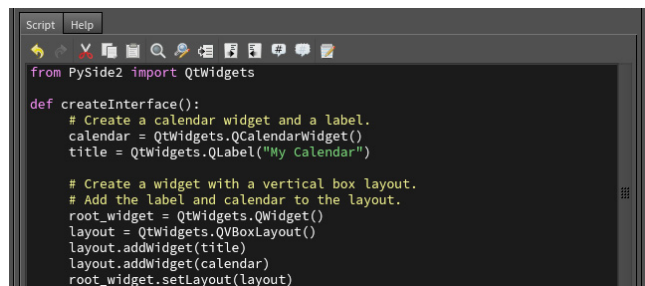 Script Help
from PySide2 import QtWidgets
def createInterface():
# Create a calendar widget and a label.
calendar = QtWidgets.QCalendarWidget()
title = QtWidgets.QLabel("My Calendar")
# Create a widget with a vertical box layout.
# Add the label and calendar to the layout.
root_widget = QtWidgets.QWidget()
layout = QtWidgets.QVBoxLayout()
layout.addWidget(title)
layout.addWidget(calendar)
root_widget.setLayout(layout)